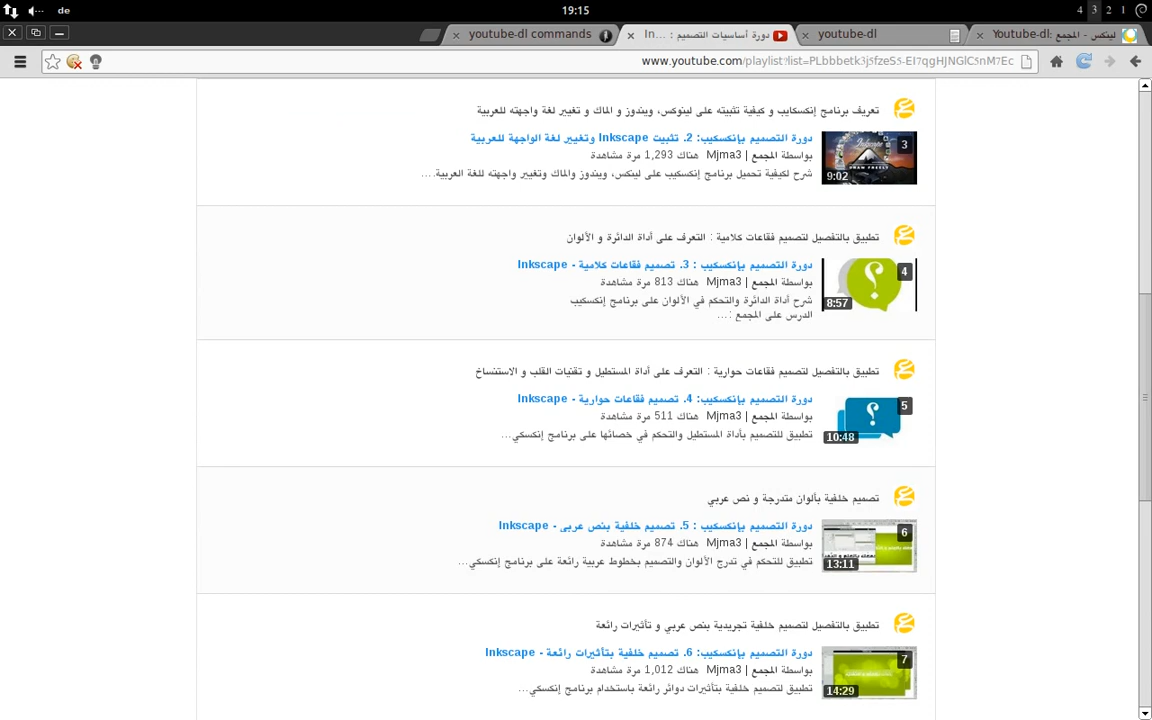 de
19:15
4 3 2 1
youtube-dl commands
دورة أساسيات التصميم : In...
youtube-dl
Youtube-dl: لينكس - المجمع
www.youtube.com/playlist?list=PLbbbetk3j5fzeS5-EI7qgHJNGlC5nM7Ec
تعريف برنامج إنكسكايب و كيفية تثبيته على لينوكس، ويندوز و الماك و تغيير لغة واجهته للعربية
دورة التصميم بإنكسكيب: 2. تثبيت Inkscape وتغيير لغة الواجهة للعربية
3
بواسطة المجمع | Mjma3 هناك 1,293 مرة مشاهدة
شرح لكيفية تحميل برنامج إنكسكيب على لينكس، ويندوز والماك وتغيير واجهته للغة العربية....
9:02
تطبيق بالتفصيل لتصميم فقاعات كلامية : التعرف على أداة الدائرة و الألوان
دورة التصميم بإنكسكيب : 3. تصميم فقاعات كلامية - Inkscape
4
بواسطة المجمع | Mjma3 هناك 813 مرة مشاهدة
شرح أداة الدائرة والتحكم في الألوان على برنامج إنكسكيب
8:57
الدرس على المجمع :...
تطبيق بالتفصيل لتصميم فقاعات حوارية : التعرف على أداة المستطيل و تقنيات القلب و الاستنساخ
دورة التصميم بإنكسكيب: 4. تصميم فقاعات حوارية - Inkscape
5
بواسطة المجمع | Mjma3 هناك 511 مرة مشاهدة
تطبيق للتصميم بأداة المستطيل والتحكم في خصائها على برنامج إنكسكي...
10:48
تصميم خلفية بألوان متدرجة و نص عربي
دورة التصميم بإنكسكيب : 5. تصميم خلفية بنص عربي - Inkscape
6
بواسطة المجمع | Mjma3 هناك 874 مرة مشاهدة
تطبيق للتحكم في تدرج الألوان والتصميم بخطوط عربية رائعة على برنامج إنكسكي...
13:11
تطبيق بالتفصيل لتصميم خلفية تجريدية بنص عربي و تأثيرات رائعة
دورة التصميم بإنكسكيب: 6. تصميم خلفية بتأثيرات رائعة - Inkscape
7
بواسطة المجمع | Mjma3 هناك 1,012 مرة مشاهدة
تطبيق لتصميم خلفية بتأثيرات دوائر رائعة باستخدام برنامج إنكسكي...
14:29